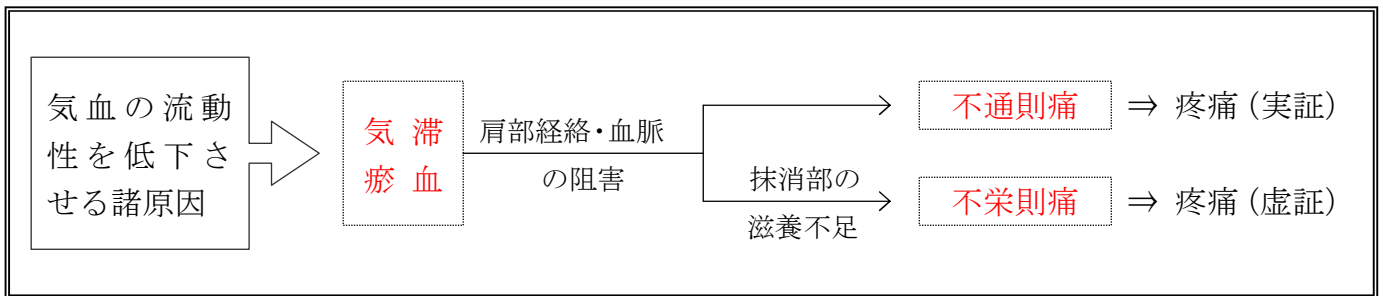 気血の流動
性を低下さ
せる諸原因
気滞
瘀血
肩部経絡・血脈
の阻害
抹消部の
滋養不足
不通則痛 ⇒ 疼痛(実証)
不栄則痛 ⇒ 疼痛(虚証)